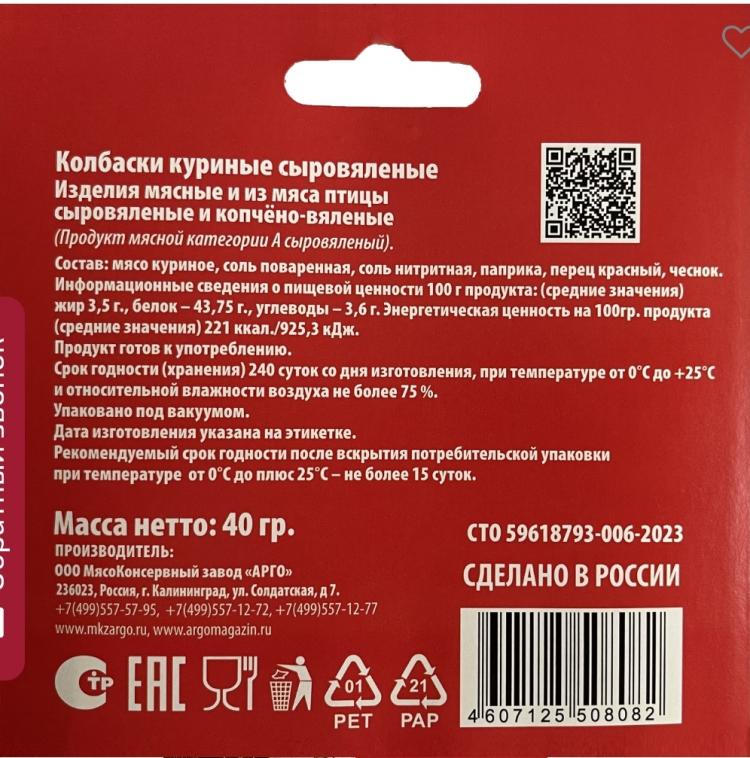 Колбаски куриные сыровяленые
Изделия мясные и из мяса птицы
сыровяленые и копчёно-вяленые
(Продукт мясной категории А сыровяленый).
Состав: мясо куриное, соль поваренная, соль нитритная, паприка, перец красный, чеснок.
Информационные сведения о пищевой ценности 100 г продукта: (средние значения)
жир 3,5 г., белок – 43,75 г., углеводы – 3,6 г. Энергетическая ценность на 100гр. продукта
(средние значения) 221 ккал./925,3 кДж.
Продукт готов к употреблению.
Срок годности (хранения) 240 суток со дня изготовления, при температуре от 0°С до +25°С
и относительной влажности воздуха не более 75 %.
Упаковано под вакуумом.
Дата изготовления указана на этикетке.
Рекомендуемый срок годности после вскрытия потребительской упаковки
при температуре от 0°С до плюс 25°С – не более 15 суток.
Масса нетто: 40 гр.
ПРОИЗВОДИТЕЛЬ:
ООО МясоКонсервный завод «АРГО»
236023, Россия, г. Калининград, ул. Солдатская, д 7.
+7(499)557-57-95, +7(499)557-12-72, +7(499)557-12-77
www.mkzargo.ru, www.argomagazin.ru
СТО 59618793-006-2023
СДЕЛАНО В РОССИИ
СТР
ЕАС
01
PET
21
PAP
4 607125 508082
Обратный звонок